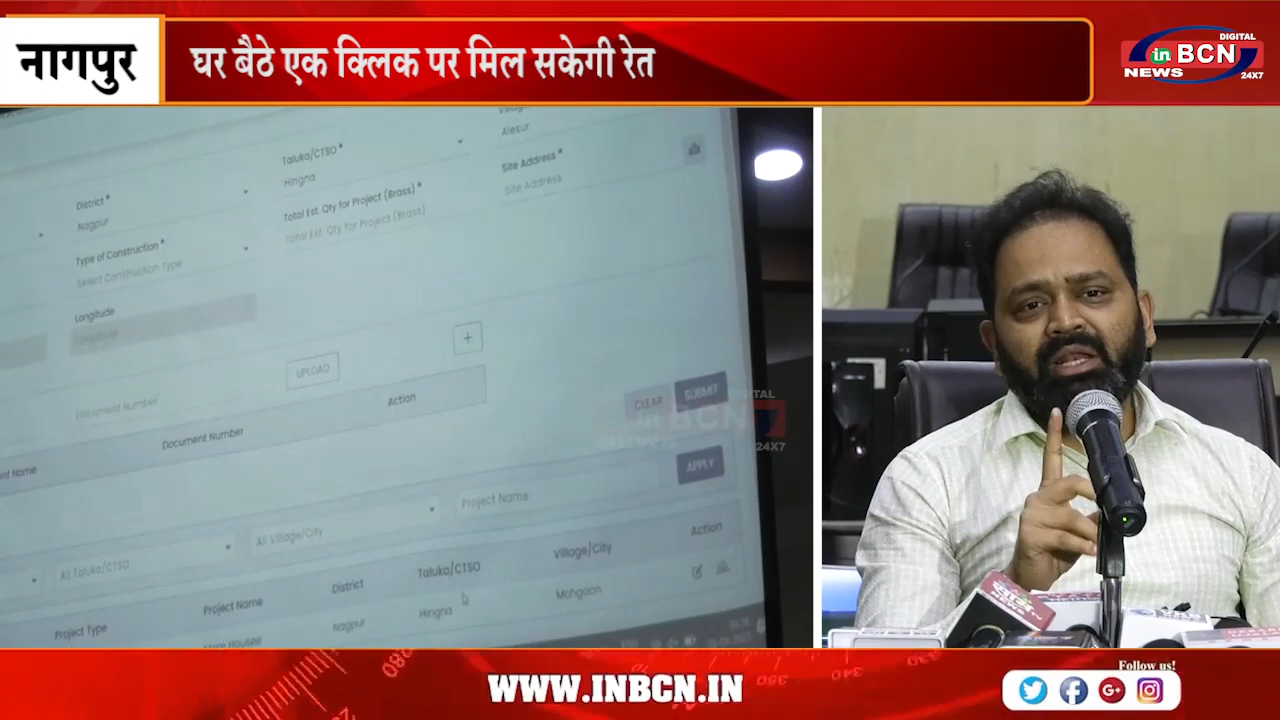 नागपुर
घर बैठे एक क्लिक पर मिल सकेगी रेत
DIGITAL
in BCN
NEWS
24X7
Alesur
Taluka/CTSO *
Hingna
Site Address *
Site Address
District *
Nagpur
Total Est. Qty for Project (Brass) *
Total Est. Qty for Project (Brass)
Type of Construction *
Select Construction Type
Longitude
UPLOAD
+
Document Number
Action
CLEAR
SUBMIT
Document Number
APPLY
Project Name
All Village/City
All Taluka/CTSO
Action
Village/City
Taluka/CTSO
District
Project Name
Project Type
Mohgaon
Hingna
Nagpur
WWW.INBCN.IN
Follow us!